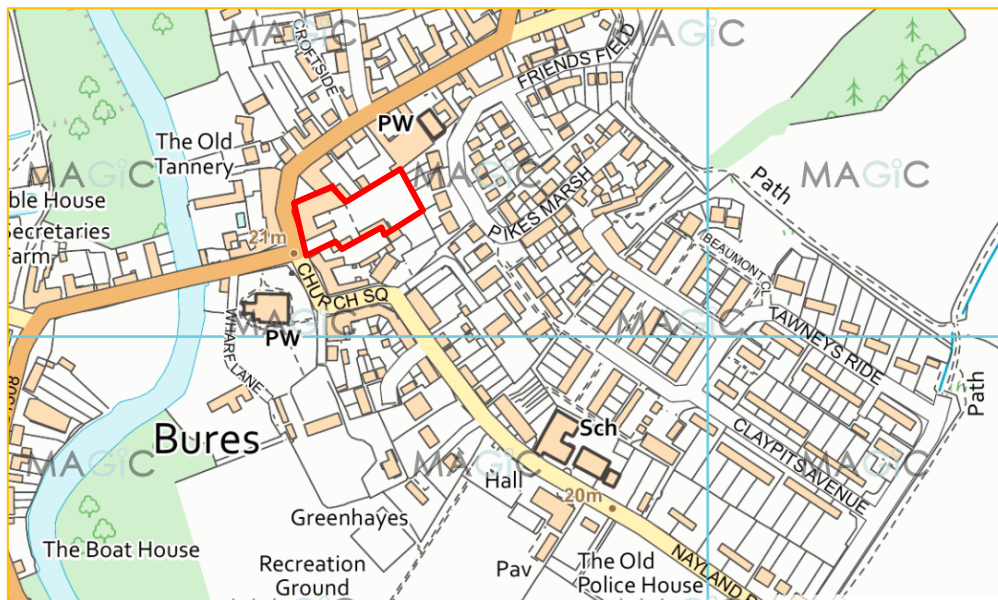 MAGiC
MAGiC
CROFTSIDE
FRIENDS FIELD
PW
The Old
Tannery
MAGiC
MAGiC
MAGiC
Path
ble House
Secretaries
arm
PIKES MARSH
21m
BEAUMONT CL
CHURCH SQ
TAWNEYS RIDE
MAGiC
MAGiC
PW
WHARF LANE
Path
Bures
Sch
CLAYPITS AVENUE
MAGiC
MAGiC
MAGiC
Hall
20m
Greenhayes
The Boat House
Recreation
Ground
Pav
The Old
Police House
NAYLAND